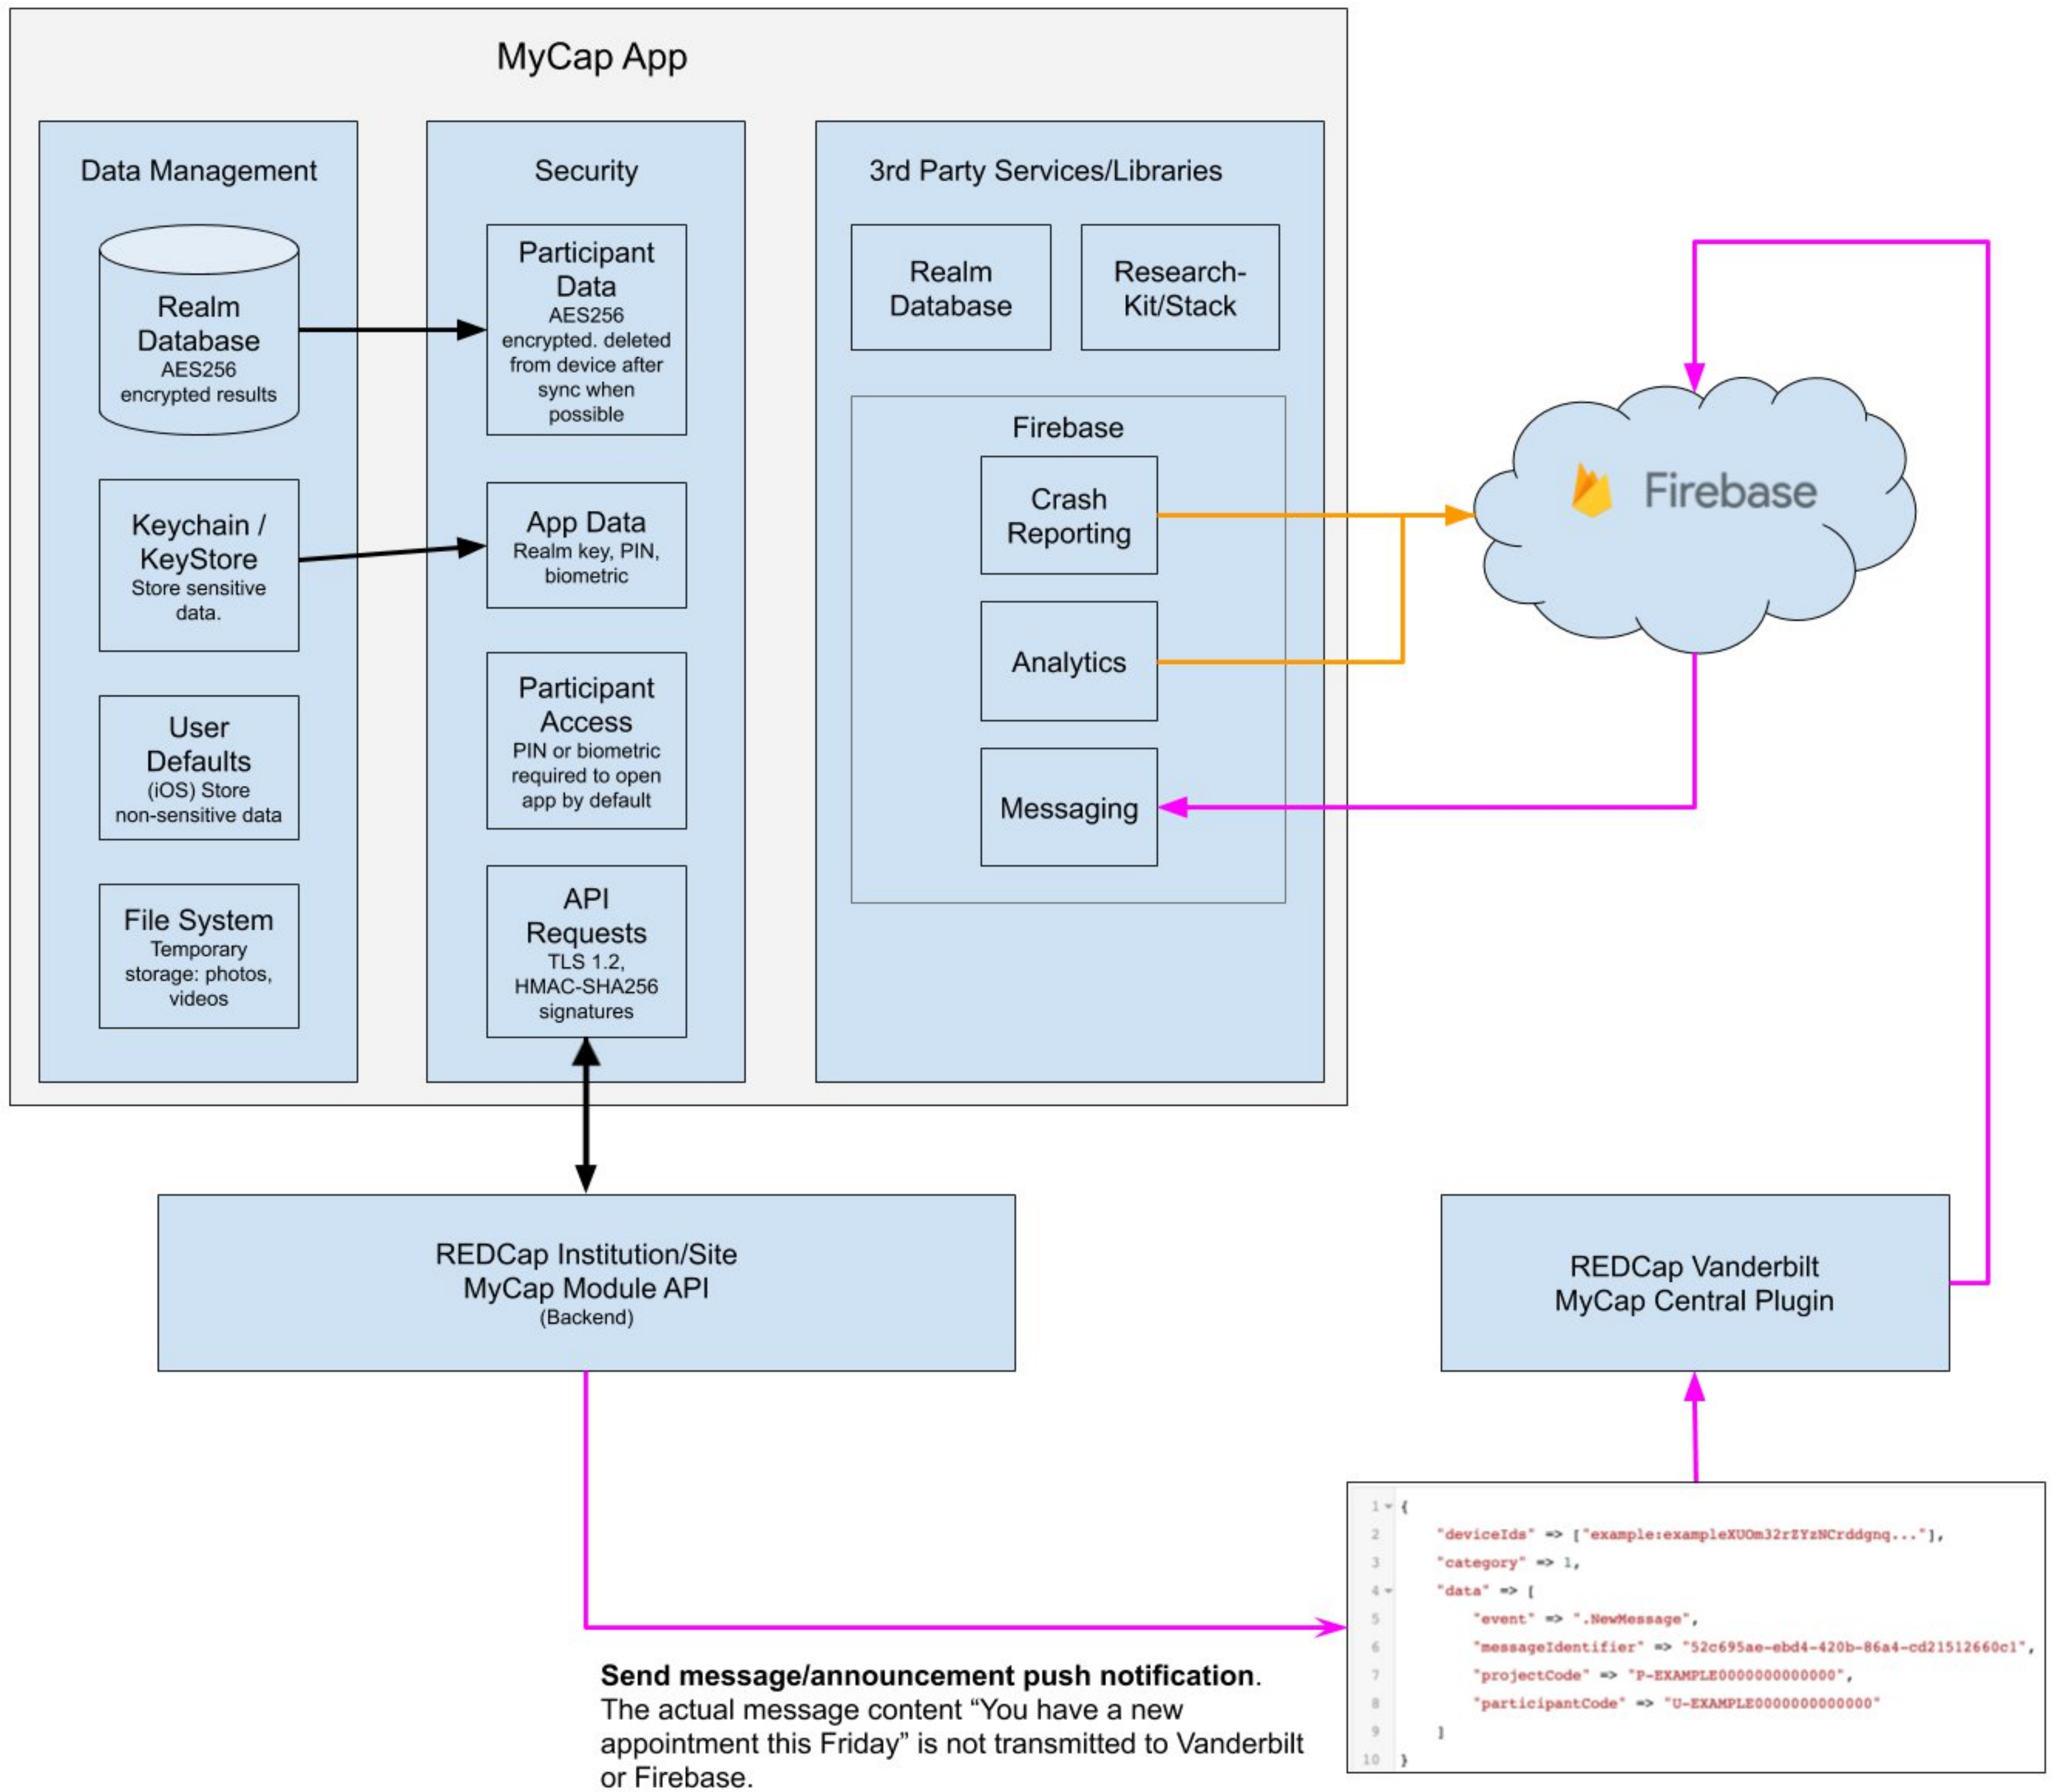 MyCap App
Data Management
Realm
Database
AES256
encrypted results
Keychain /
KeyStore
Store sensitive
data.
User
Defaults
(iOS) Store
non-sensitive data
File System
Temporary
storage: photos,
videos
Security
Participant
Data
AES256
encrypted. deleted
from device after
sync when
possible
App Data
Realm key, PIN,
biometric
Participant
Access
PIN or biometric
required to open
app by default
API
Requests
TLS 1.2,
HMAC-SHA256
signatures
3rd Party Services/Libraries
Realm
Database
Research-
Kit/Stack
Firebase
Crash
Reporting
Analytics
Messaging
Firebase
REDCap Institution/Site
MyCap Module API
(Backend)
REDCap Vanderbilt
MyCap Central Plugin
Send message/announcement push notification.
The actual message content “You have a new
appointment this Friday” is not transmitted to Vanderbilt
or Firebase.
1 {
2 "deviceIds" => ["example:exampleXUOm32rZYzNCrddgnq..."],
3 "category" => 1,
4 "data" => [
5 "event" => ".NewMessage",
6 "messageIdentifier" => "52c695ae-ebd4-420b-86a4-cd21512660c1",
7 "projectCode" => "P-EXAMPLE0000000000000",
8 "participantCode" => "U-EXAMPLE0000000000000"
9 ]
10 }